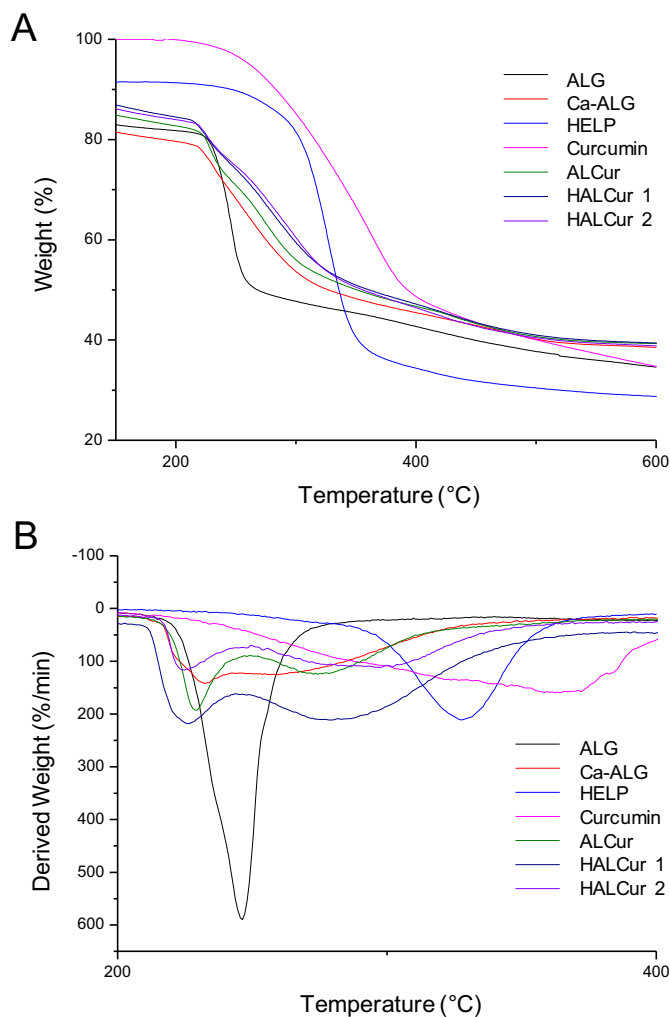 A
100
80
60
40
20
Weight (%)
200
400
600
Temperature (°C)
ALG
Ca-ALG
HELP
Curcumin
ALCur
HALCur 1
HALCur 2
B
-100
0
100
200
300
400
500
600
Derived Weight (%/min)
200
400
Temperature (°C)
ALG
Ca-ALG
HELP
Curcumin
ALCur
HALCur 1
HALCur 2